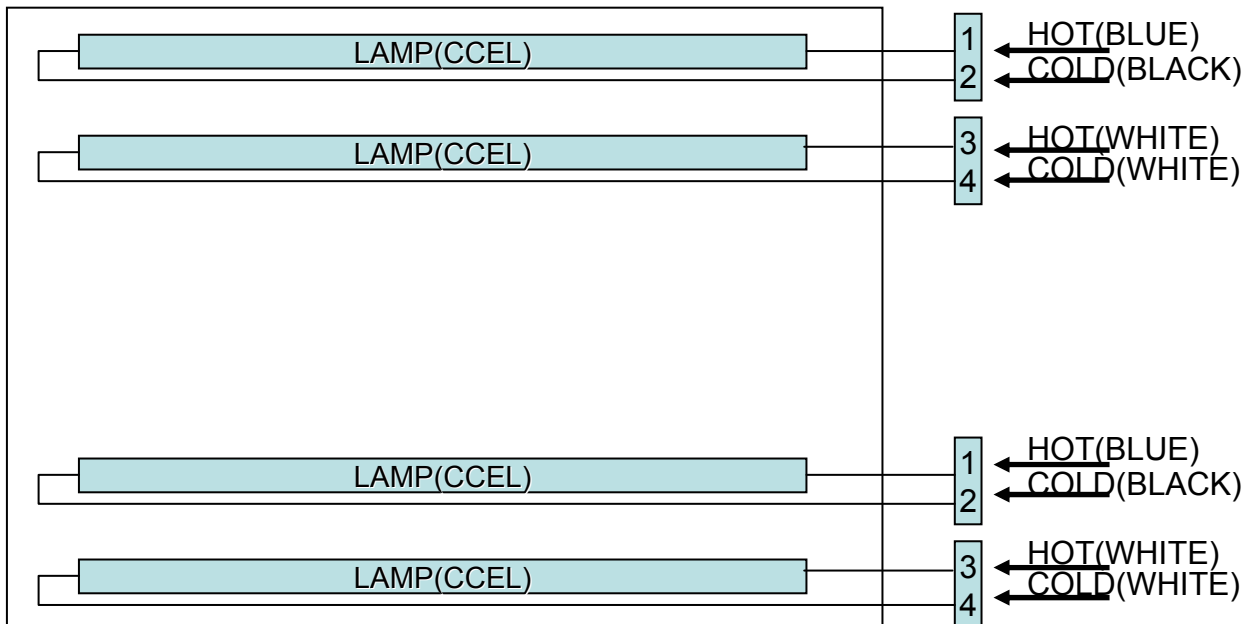 LAMP(CCEL) 1 HOT(BLUE)
2 COLD(BLACK)
LAMP(CCEL) 3 HOT(WHITE)
4 COLD(WHITE)
LAMP(CCEL) 1 HOT(BLUE)
2 COLD(BLACK)
LAMP(CCEL) 3 HOT(WHITE)
4 COLD(WHITE)